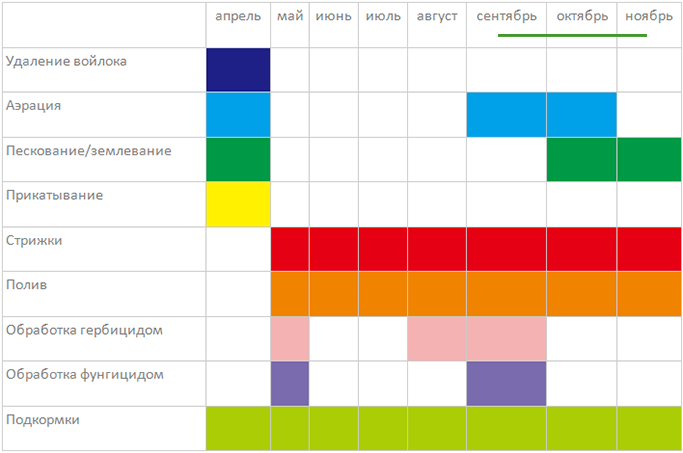 апрель май июнь июль август сентябрь октябрь ноябрь
Удаление войлока
Аэрация
Пескование/землевание
Прикатывание
Стрижки
Полив
Обработка гербицидом
Обработка фунгицидом
Подкормки